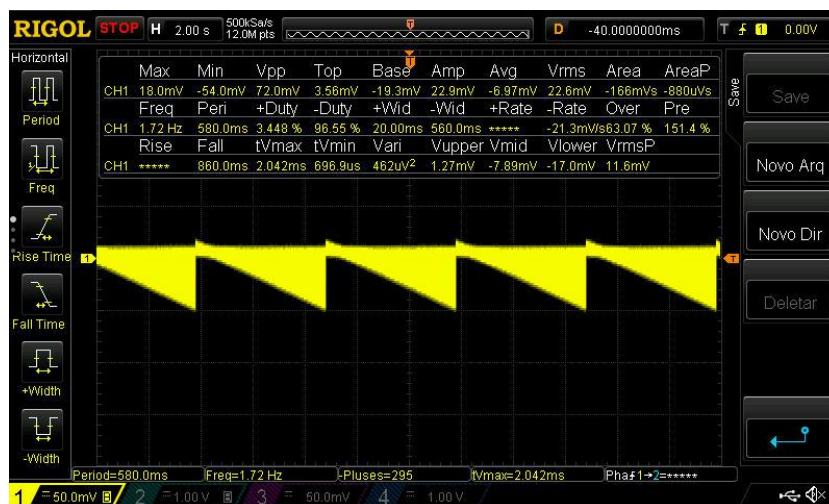 RIGOL STOP H 2.00 s 500kSa/s 12.0M pts D -40.0000000ms T 1 0.00V
Horizontal
Period
Freq
Rise Time
Fall Time
+Width
-Width
Max Min Vpp Top Base Amp Avg Vrms Area AreaP
CH1 18.0mV -54.0mV 72.0mV 3.56mV -19.3mV 22.9mV -6.97mV 22.6mV -166mVs -880uVs
Freq Peri +Duty -Duty +Wid -Wid +Rate -Rate Over Pre
CH1 1.72 Hz 580.0ms 3.448 % 96.55 % 20.00ms 560.0ms ***** -21.3mV/s 63.07 % 151.4 %
Rise Fall tVmax tVmin Vari Vupper Vmid Vlower VrmsP
CH1 ***** 860.0ms 2.042ms 696.9us 462uV² 1.27mV -7.89mV -17.0mV 11.6mV
1
T
T
Save
Save
Novo Arq
Novo Dir
Deletar
Period=580.0ms Freq=1.72 Hz -Pluses=295 tVmax=2.042ms Pha 1→2=*****
1 = 50.0mV B 2 = 1.00 V B 3 = 50.0mV 4 = 1.00 V